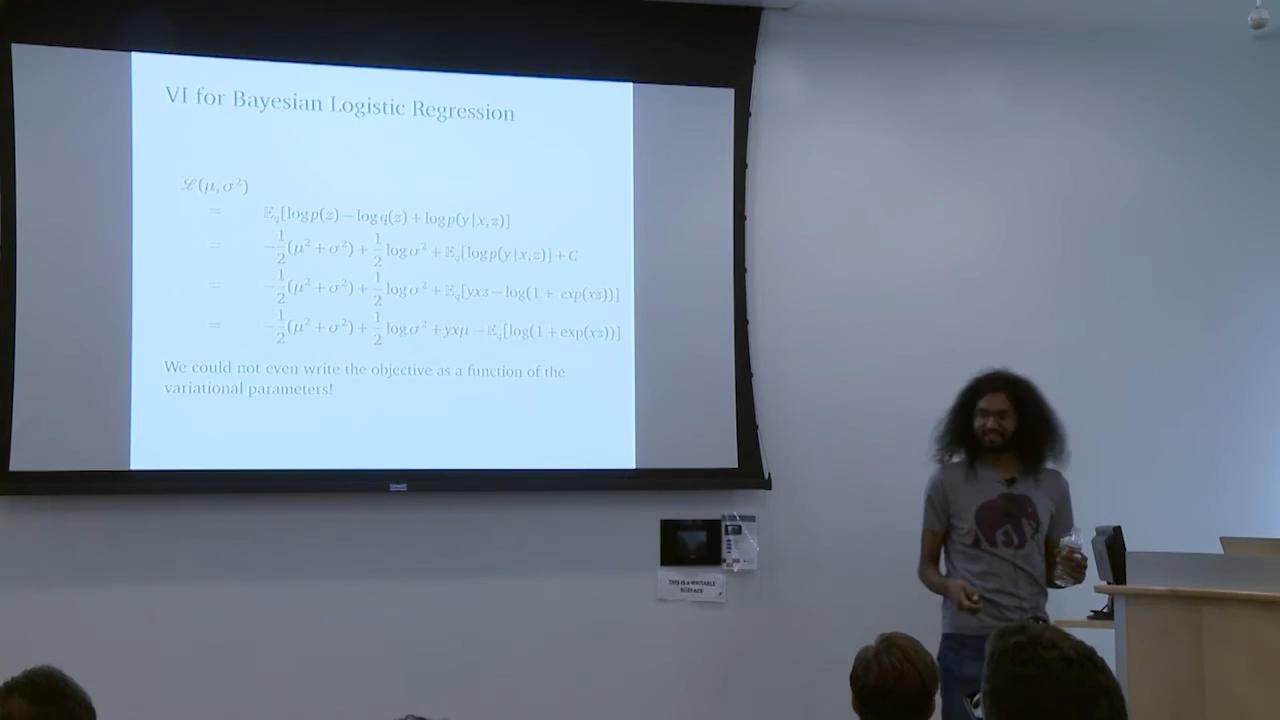 VI for Bayesian Logistic Regression
ℒ(μ, σ²)
= 𝔼_q[log p(z) − log q(z) + log p(y | x, z)]
= −1/2(μ² + σ²) + 1/2 log σ² + 𝔼_q[log p(y | x, z)] + C
= −1/2(μ² + σ²) + 1/2 log σ² + 𝔼_q[yxz − log(1 + exp(xz))]
= −1/2(μ² + σ²) + 1/2 log σ² + yxμ − 𝔼_q[log(1 + exp(xz))]
We could not even write the objective as a function of the
variational parameters!
THIS IS A WRITABLE
SURFACE